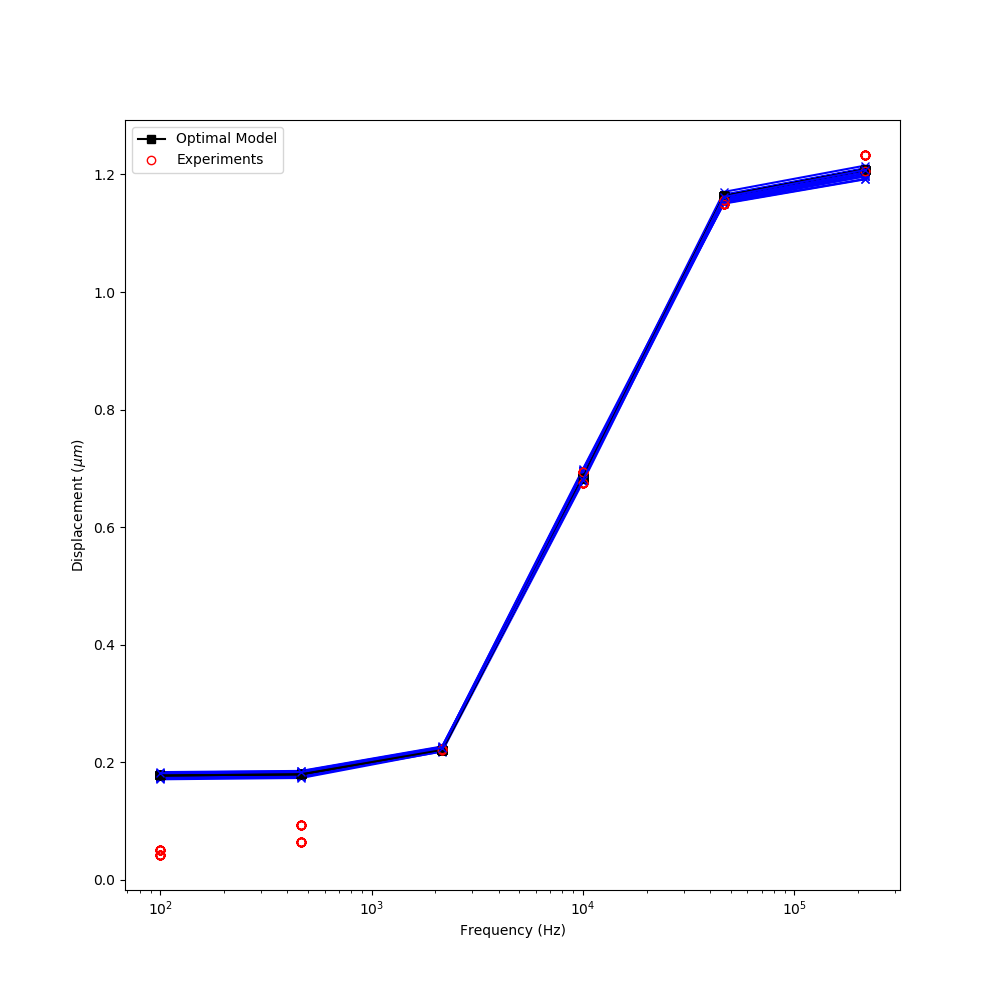 Optimal Model
Experiments
1.2
1.0
0.8
0.6
0.4
0.2
0.0
Displacement (μm)
10²
10³
10⁴
10⁵
Frequency (Hz)